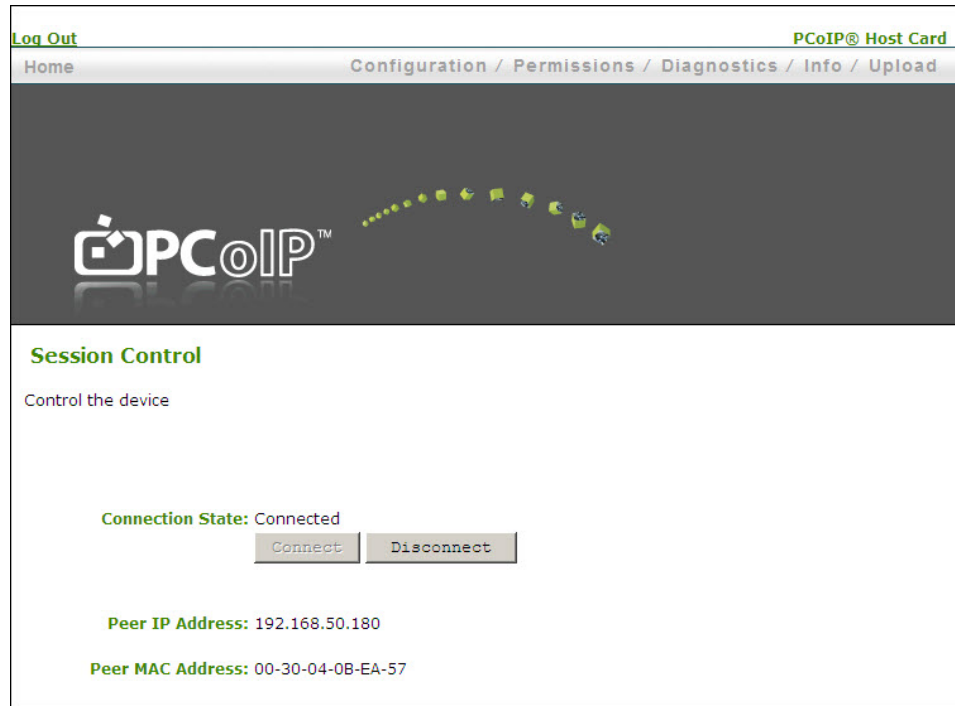 Log Out PCoIP® Host Card
Home Configuration / Permissions / Diagnostics / Info / Upload
PCoIP™
Session Control
Control the device
Connection State: Connected
Connect Disconnect
Peer IP Address: 192.168.50.180
Peer MAC Address: 00-30-04-0B-EA-57